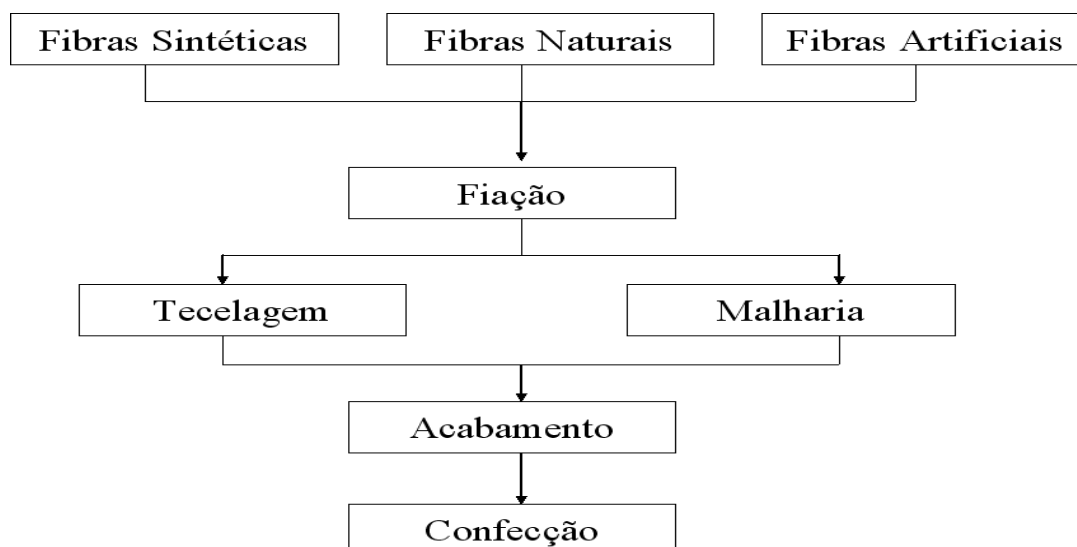 Fibras Sintéticas
Fibras Naturais
Fibras Artificiais
Fiação
Tecelagem
Malharia
Acabamento
Confecção